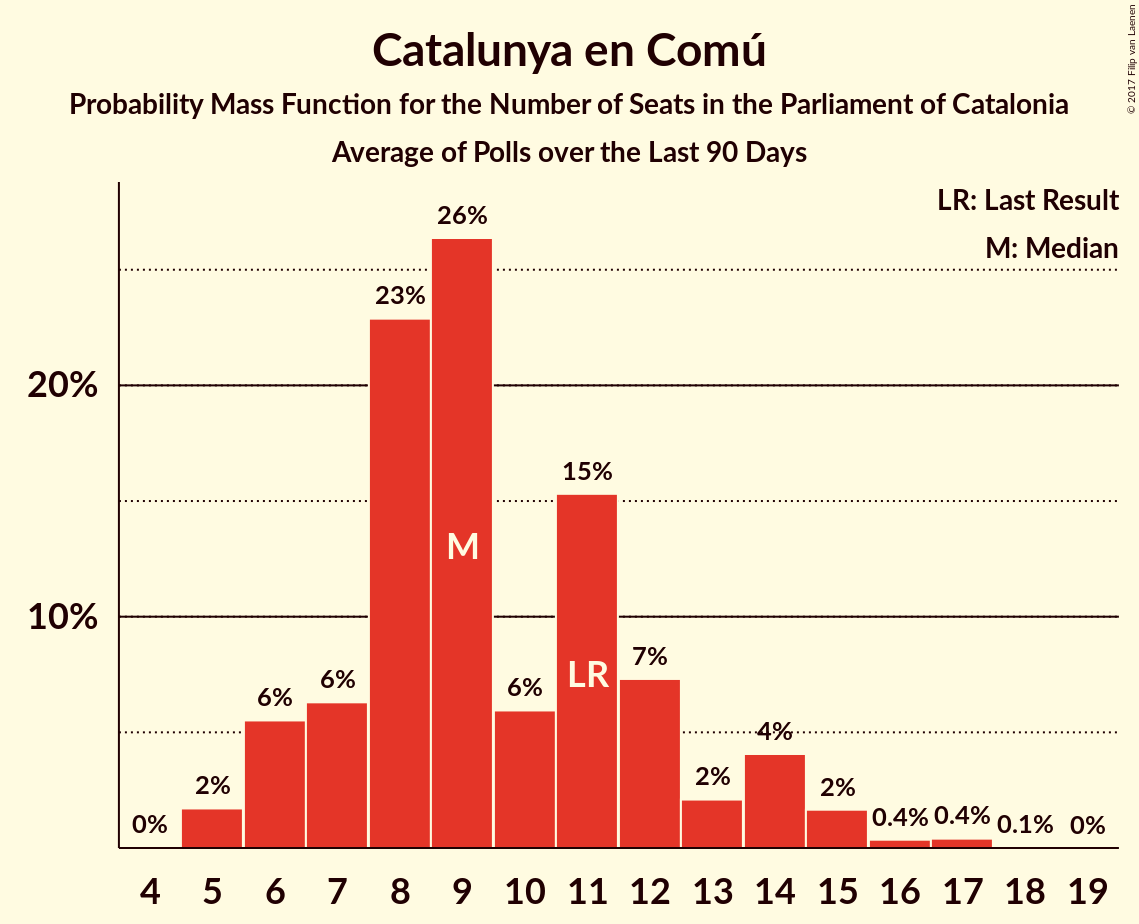 Catalunya en Comú
Probability Mass Function for the Number of Seats in the Parliament of Catalonia
Average of Polls over the Last 90 Days
© 2017 Filip van Laenen
LR: Last Result
M: Median
26%
23%
20%
15%
M
10%
LR
7%
6%
6%
6%
4%
2%
2%
2%
0%
0.4%
0.4%
0.1%
0%
4 5 6 7 8 9 10 11 12 13 14 15 16 17 18 19